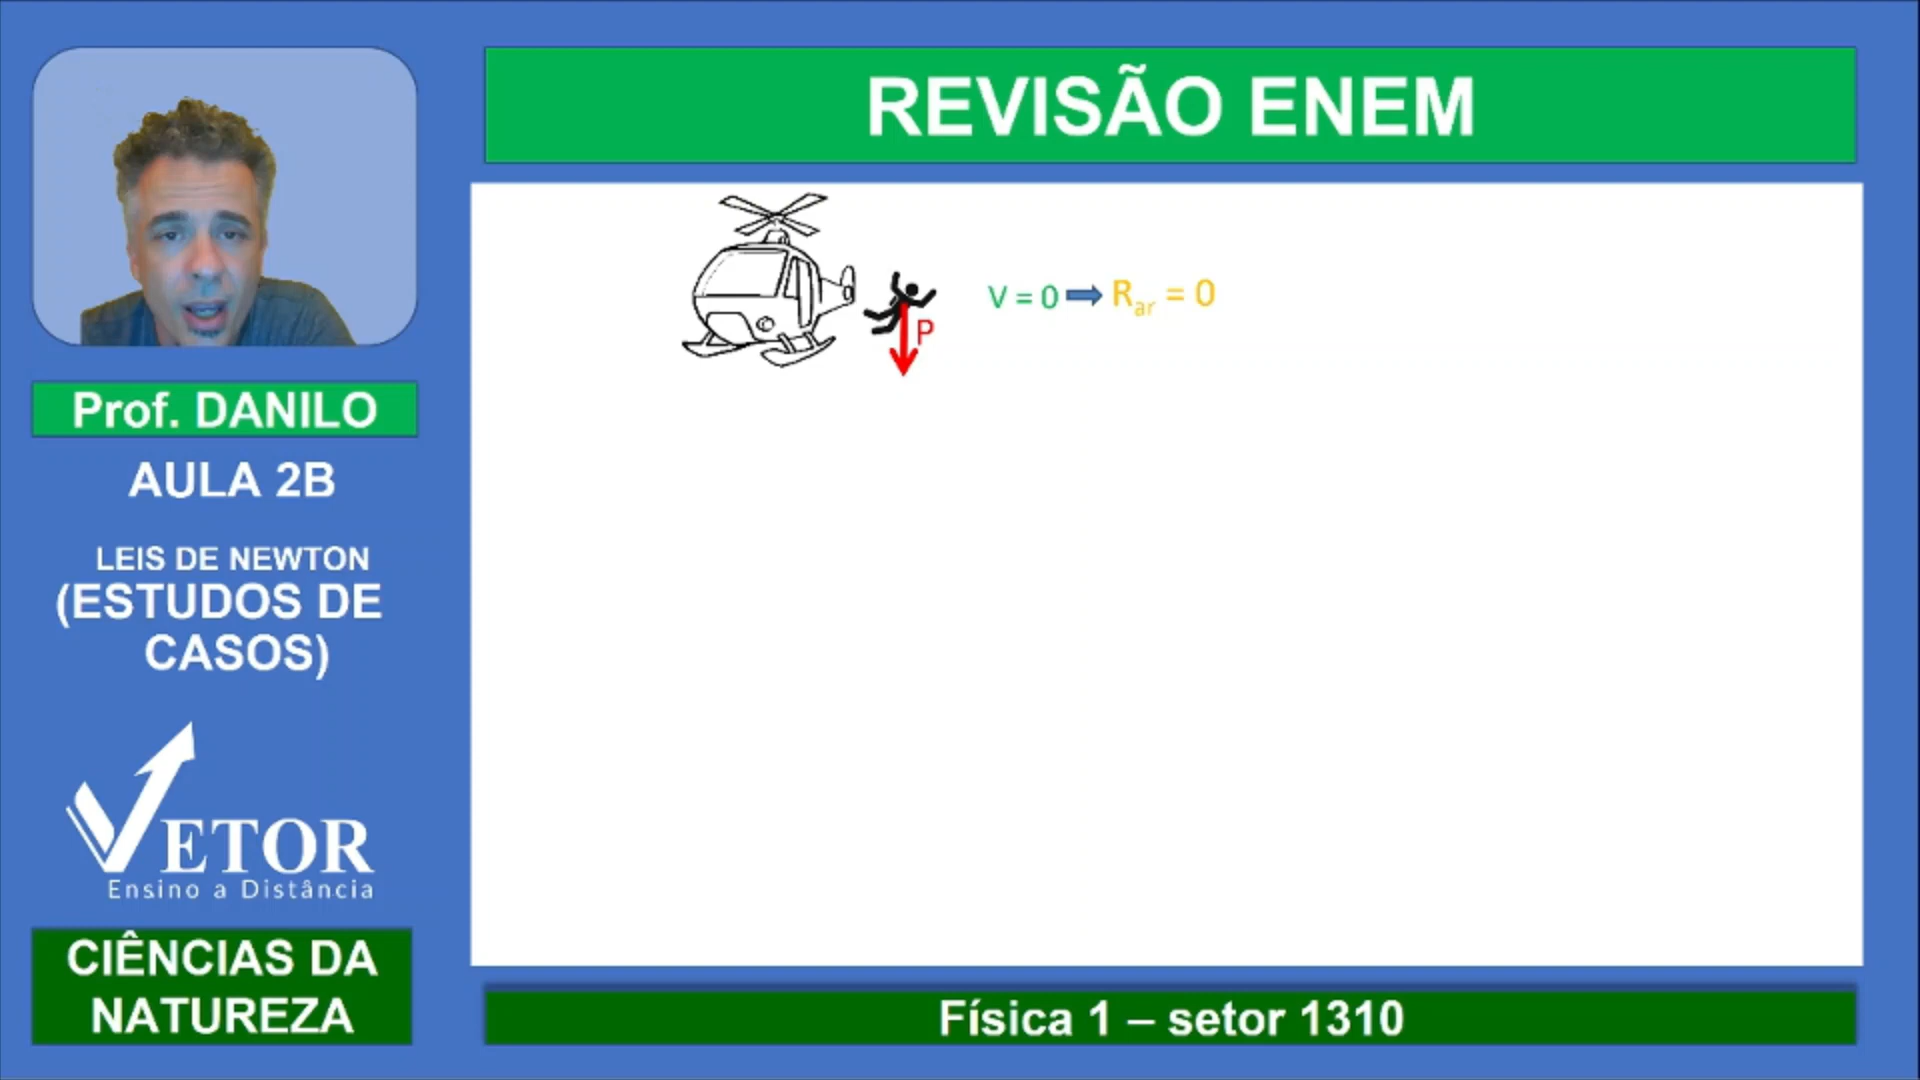 REVISÃO ENEM
V = 0 R_ar = 0
P
Prof. DANILO
AULA 2B
LEIS DE NEWTON
(ESTUDOS DE
CASOS)
VETOR
Ensino a Distância
CIÊNCIAS DA
NATUREZA
Física 1 – setor 1310